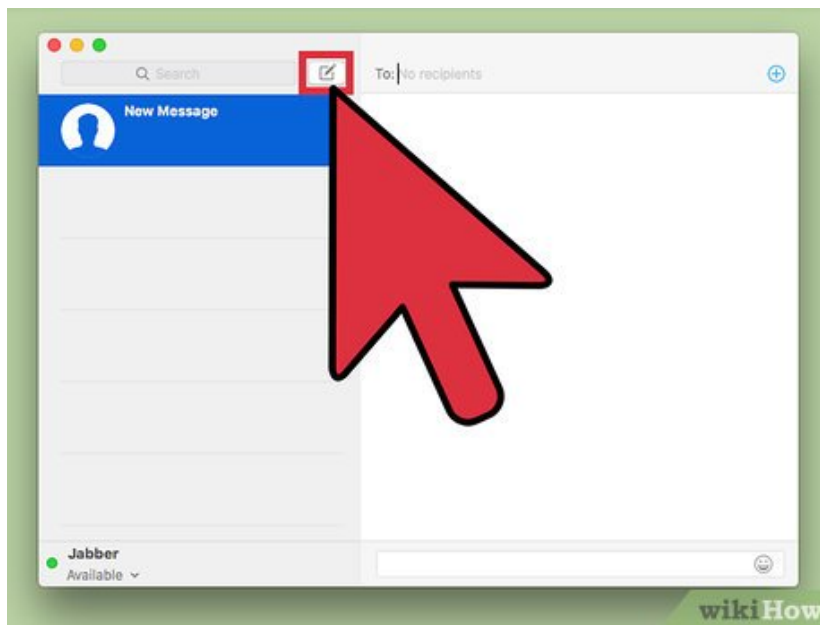 Search
To: No recipients
New Message
Jabber
Available
wikiHow